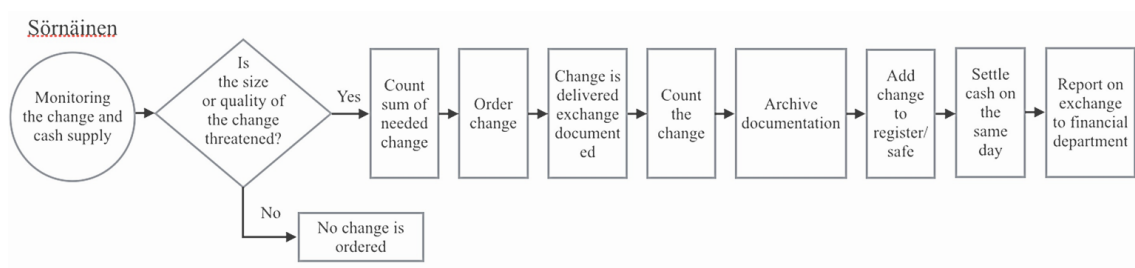 Sörnäinen
Monitoring
the change and
cash supply
Is
the size
or quality of
the change
threatened?
Yes
Count
sum of
needed
change
Order
change
Change is
delivered
exchange
document
ed
Count
the
change
Archive
documentation
Add
change
to
register/
safe
Settle
cash on
the
same
day
Report on
exchange
to financial
department
No
No change is
ordered